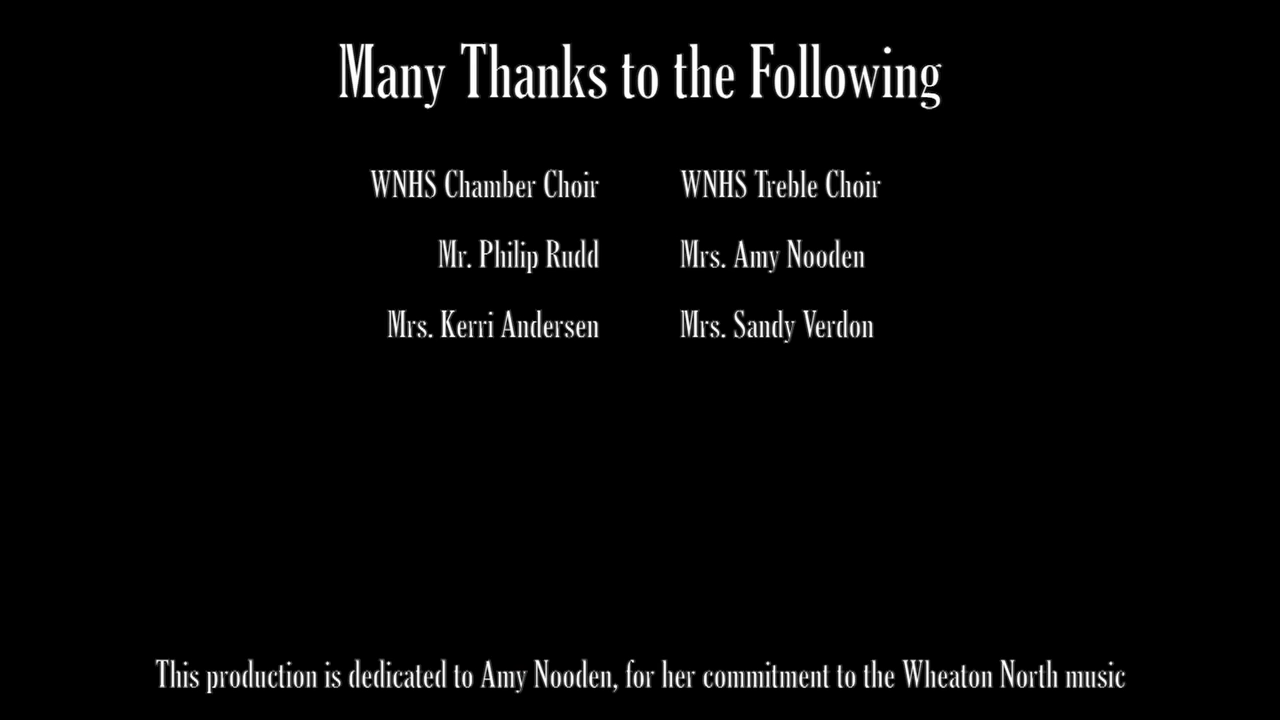 Many Thanks to the Following
WNHS Chamber Choir WNHS Treble Choir
Mr. Philip Rudd Mrs. Amy Nooden
Mrs. Kerri Andersen Mrs. Sandy Verdon
This production is dedicated to Amy Nooden, for her commitment to the Wheaton North music